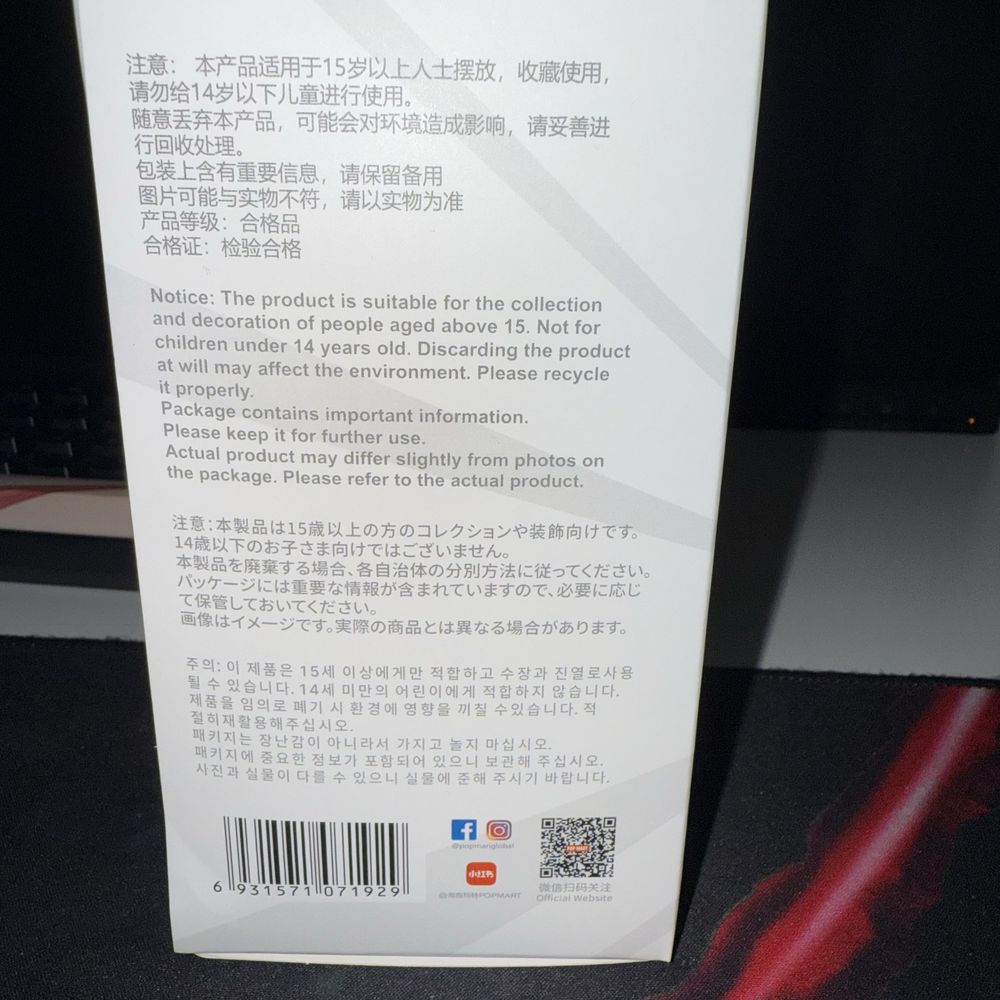 注意： 本产品适用于15岁以上人士摆放，收藏使用，
请勿给14岁以下儿童进行使用。
随意丢弃本产品，可能会对环境造成影响，请妥善进
行回收处理。
包装上含有重要信息，请保留备用
图片可能与实物不符，请以实物为准
产品等级：合格品
合格证：检验合格
Notice: The product is suitable for the collection
and decoration of people aged above 15. Not for
children under 14 years old. Discarding the product
at will may affect the environment. Please recycle
it properly.
Package contains important information.
Please keep it for further use.
Actual product may differ slightly from photos on
the package. Please refer to the actual product.
注意：本製品は15歳以上の方のコレクションや装飾向けです。
14歳以下のお子さま向けではございません。
本製品を廃棄する場合、各自治体の分別方法に従ってください。
パッケージには重要な情報が含まれていますので、必要に応じ
て保管しておいてください。
画像はイメージです。実際の商品とは異なる場合があります。
주의: 이 제품은 15세 이상에게만 적합하고 수장과 진열로사용
될 수 있습니다. 14세 미만의 어린이에게 적합하지 않습니다.
제품을 임의로 폐기 시 환경에 영향을 끼칠 수있습니다. 적
절히재활용해주십시오.
패키지는 장난감이 아니라서 가지고 놀지 마십시오.
패키지에 중요한 정보가 포함되어 있으니 보관해 주십시오.
사진과 실물이 다를 수 있으니 실물에 준해 주시기 바랍니다.
6 931571 071929
@popmartglobal
小红书
@泡泡玛特POPMART
POP MART
微信扫码关注
Official Website